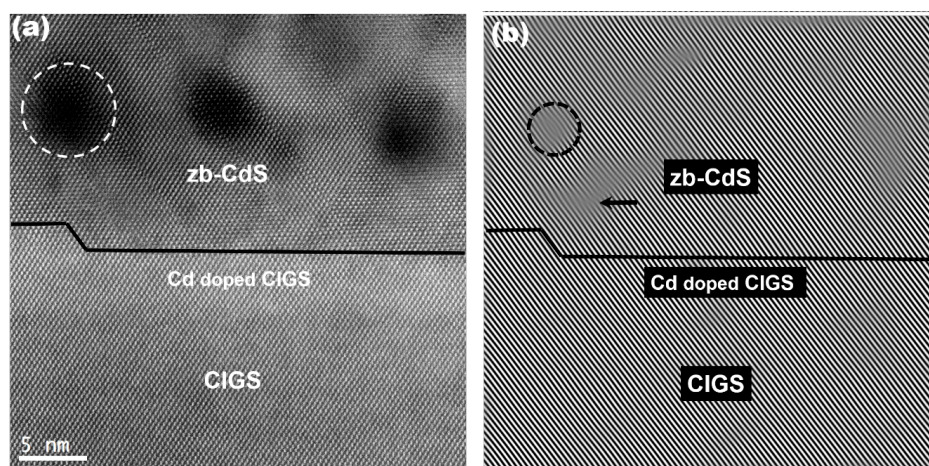 (a)
zb-CdS
Cd doped CIGS
CIGS
5 nm
(b)
zb-CdS
Cd doped CIGS
CIGS